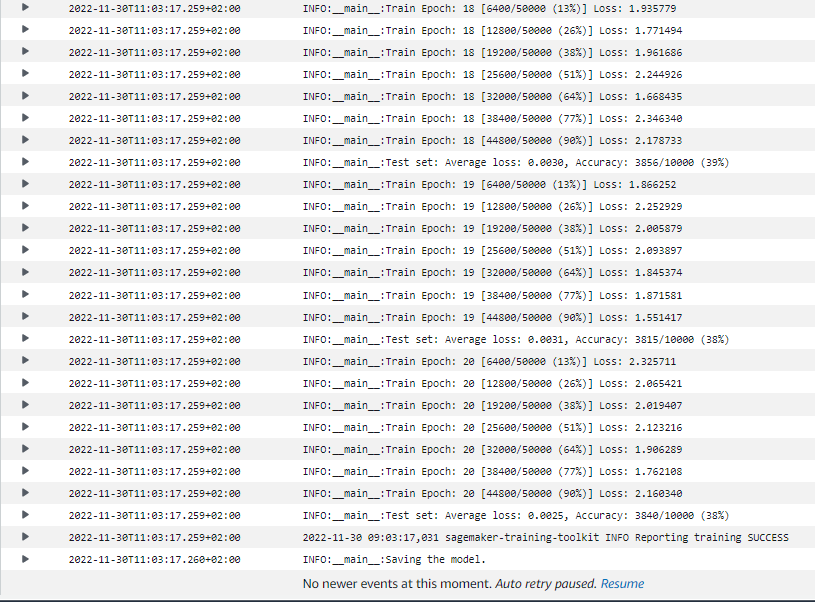 2022-11-30T11:03:17.259+02:00 INFO:__main__:Train Epoch: 18 [6400/50000 (13%)] Loss: 1.935779
2022-11-30T11:03:17.259+02:00 INFO:__main__:Train Epoch: 18 [12800/50000 (26%)] Loss: 1.771494
2022-11-30T11:03:17.259+02:00 INFO:__main__:Train Epoch: 18 [19200/50000 (38%)] Loss: 1.961686
2022-11-30T11:03:17.259+02:00 INFO:__main__:Train Epoch: 18 [25600/50000 (51%)] Loss: 2.244926
2022-11-30T11:03:17.259+02:00 INFO:__main__:Train Epoch: 18 [32000/50000 (64%)] Loss: 1.668435
2022-11-30T11:03:17.259+02:00 INFO:__main__:Train Epoch: 18 [38400/50000 (77%)] Loss: 2.346340
2022-11-30T11:03:17.259+02:00 INFO:__main__:Train Epoch: 18 [44800/50000 (90%)] Loss: 2.178733
2022-11-30T11:03:17.259+02:00 INFO:__main__:Test set: Average loss: 0.0030, Accuracy: 3856/10000 (39%)
2022-11-30T11:03:17.259+02:00 INFO:__main__:Train Epoch: 19 [6400/50000 (13%)] Loss: 1.866252
2022-11-30T11:03:17.259+02:00 INFO:__main__:Train Epoch: 19 [12800/50000 (26%)] Loss: 2.252929
2022-11-30T11:03:17.259+02:00 INFO:__main__:Train Epoch: 19 [19200/50000 (38%)] Loss: 2.005879
2022-11-30T11:03:17.259+02:00 INFO:__main__:Train Epoch: 19 [25600/50000 (51%)] Loss: 2.093897
2022-11-30T11:03:17.259+02:00 INFO:__main__:Train Epoch: 19 [32000/50000 (64%)] Loss: 1.845374
2022-11-30T11:03:17.259+02:00 INFO:__main__:Train Epoch: 19 [38400/50000 (77%)] Loss: 1.871581
2022-11-30T11:03:17.259+02:00 INFO:__main__:Train Epoch: 19 [44800/50000 (90%)] Loss: 1.551417
2022-11-30T11:03:17.259+02:00 INFO:__main__:Test set: Average loss: 0.0031, Accuracy: 3815/10000 (38%)
2022-11-30T11:03:17.259+02:00 INFO:__main__:Train Epoch: 20 [6400/50000 (13%)] Loss: 2.325711
2022-11-30T11:03:17.259+02:00 INFO:__main__:Train Epoch: 20 [12800/50000 (26%)] Loss: 2.065421
2022-11-30T11:03:17.259+02:00 INFO:__main__:Train Epoch: 20 [19200/50000 (38%)] Loss: 2.019407
2022-11-30T11:03:17.259+02:00 INFO:__main__:Train Epoch: 20 [25600/50000 (51%)] Loss: 2.123216
2022-11-30T11:03:17.259+02:00 INFO:__main__:Train Epoch: 20 [32000/50000 (64%)] Loss: 1.906289
2022-11-30T11:03:17.259+02:00 INFO:__main__:Train Epoch: 20 [38400/50000 (77%)] Loss: 1.762108
2022-11-30T11:03:17.259+02:00 INFO:__main__:Train Epoch: 20 [44800/50000 (90%)] Loss: 2.160340
2022-11-30T11:03:17.259+02:00 INFO:__main__:Test set: Average loss: 0.0025, Accuracy: 3840/10000 (38%)
2022-11-30T11:03:17.259+02:00 2022-11-30 09:03:17,031 sagemaker-training-toolkit INFO Reporting training SUCCESS
2022-11-30T11:03:17.260+02:00 INFO:__main__:Saving the model.
No newer events at this moment. Auto retry paused. Resume